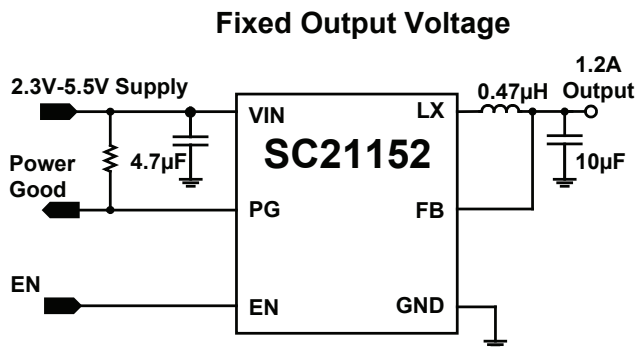 Fixed Output Voltage
2.3V-5.5V Supply
1.2A
Output
0.47µH
VIN
LX
SC21152
4.7µF
10µF
Power
Good
PG
FB
EN
EN
GND